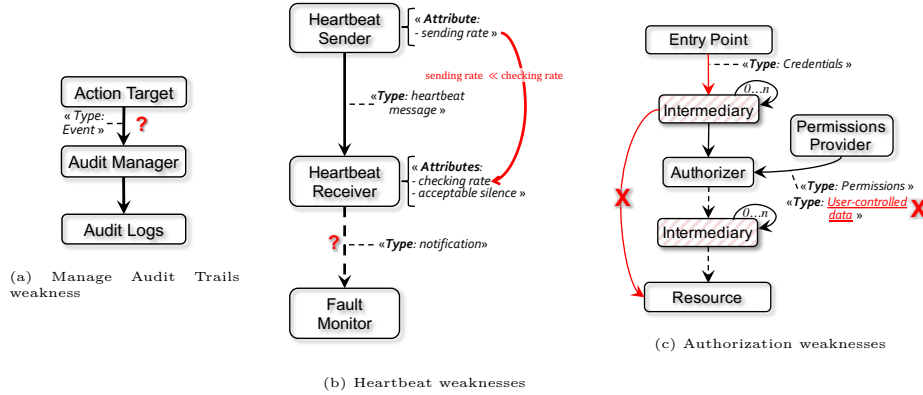 Action Target
« Type:
Event »
?
Audit Manager
Audit Logs
(a) Manage Audit Trails
weakness
Heartbeat
Sender
« Attribute:
- sending rate »
sending rate ≪ checking rate
«Type: heartbeat
message»
Heartbeat
Receiver
« Attributes:
- checking rate
- acceptable silence »
?
«Type: notification»
Fault
Monitor
(b) Heartbeat weaknesses
Entry Point
«Type: Credentials »
0...n
Intermediary
Permissions
Provider
Authorizer
«Type: Permissions»
«Type: User-controlled
data »
X
X
0...n
Intermediary
Resource
(c) Authorization weaknesses